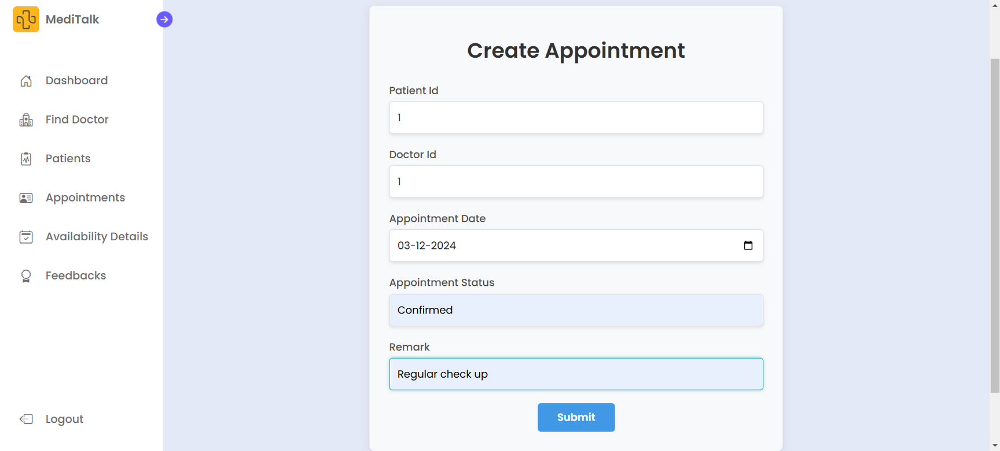 MediTalk
Dashboard
Find Doctor
Patients
Appointments
Availability Details
Feedbacks
Logout
Create Appointment
Patient Id
1
Doctor Id
1
Appointment Date
03-12-2024
Appointment Status
Confirmed
Remark
Regular check up
Submit